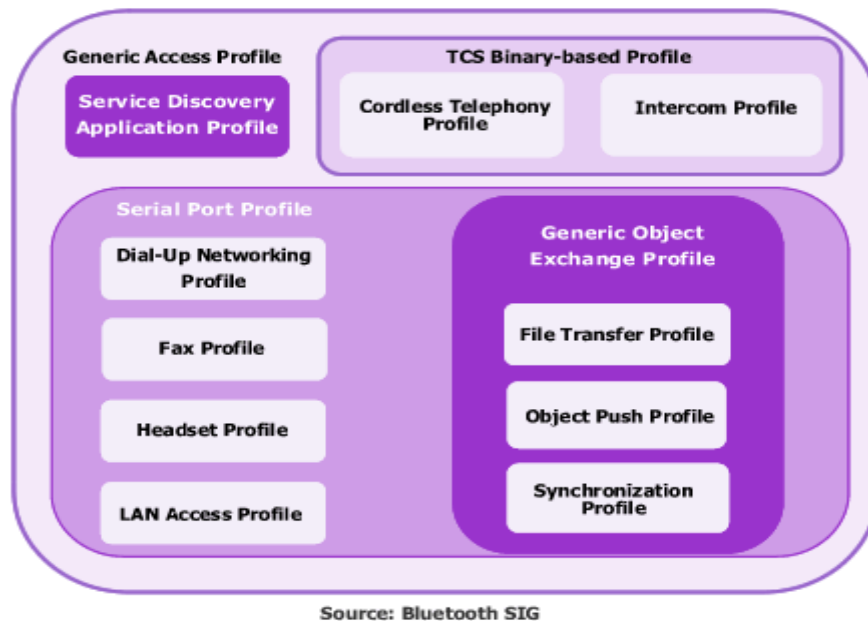 Generic Access Profile
TCS Binary-based Profile
Service Discovery
Application Profile
Cordless Telephony
Profile
Intercom Profile
Serial Port Profile
Dial-Up Networking
Profile
Fax Profile
Headset Profile
LAN Access Profile
Generic Object
Exchange Profile
File Transfer Profile
Object Push Profile
Synchronization
Profile
Source: Bluetooth SIG